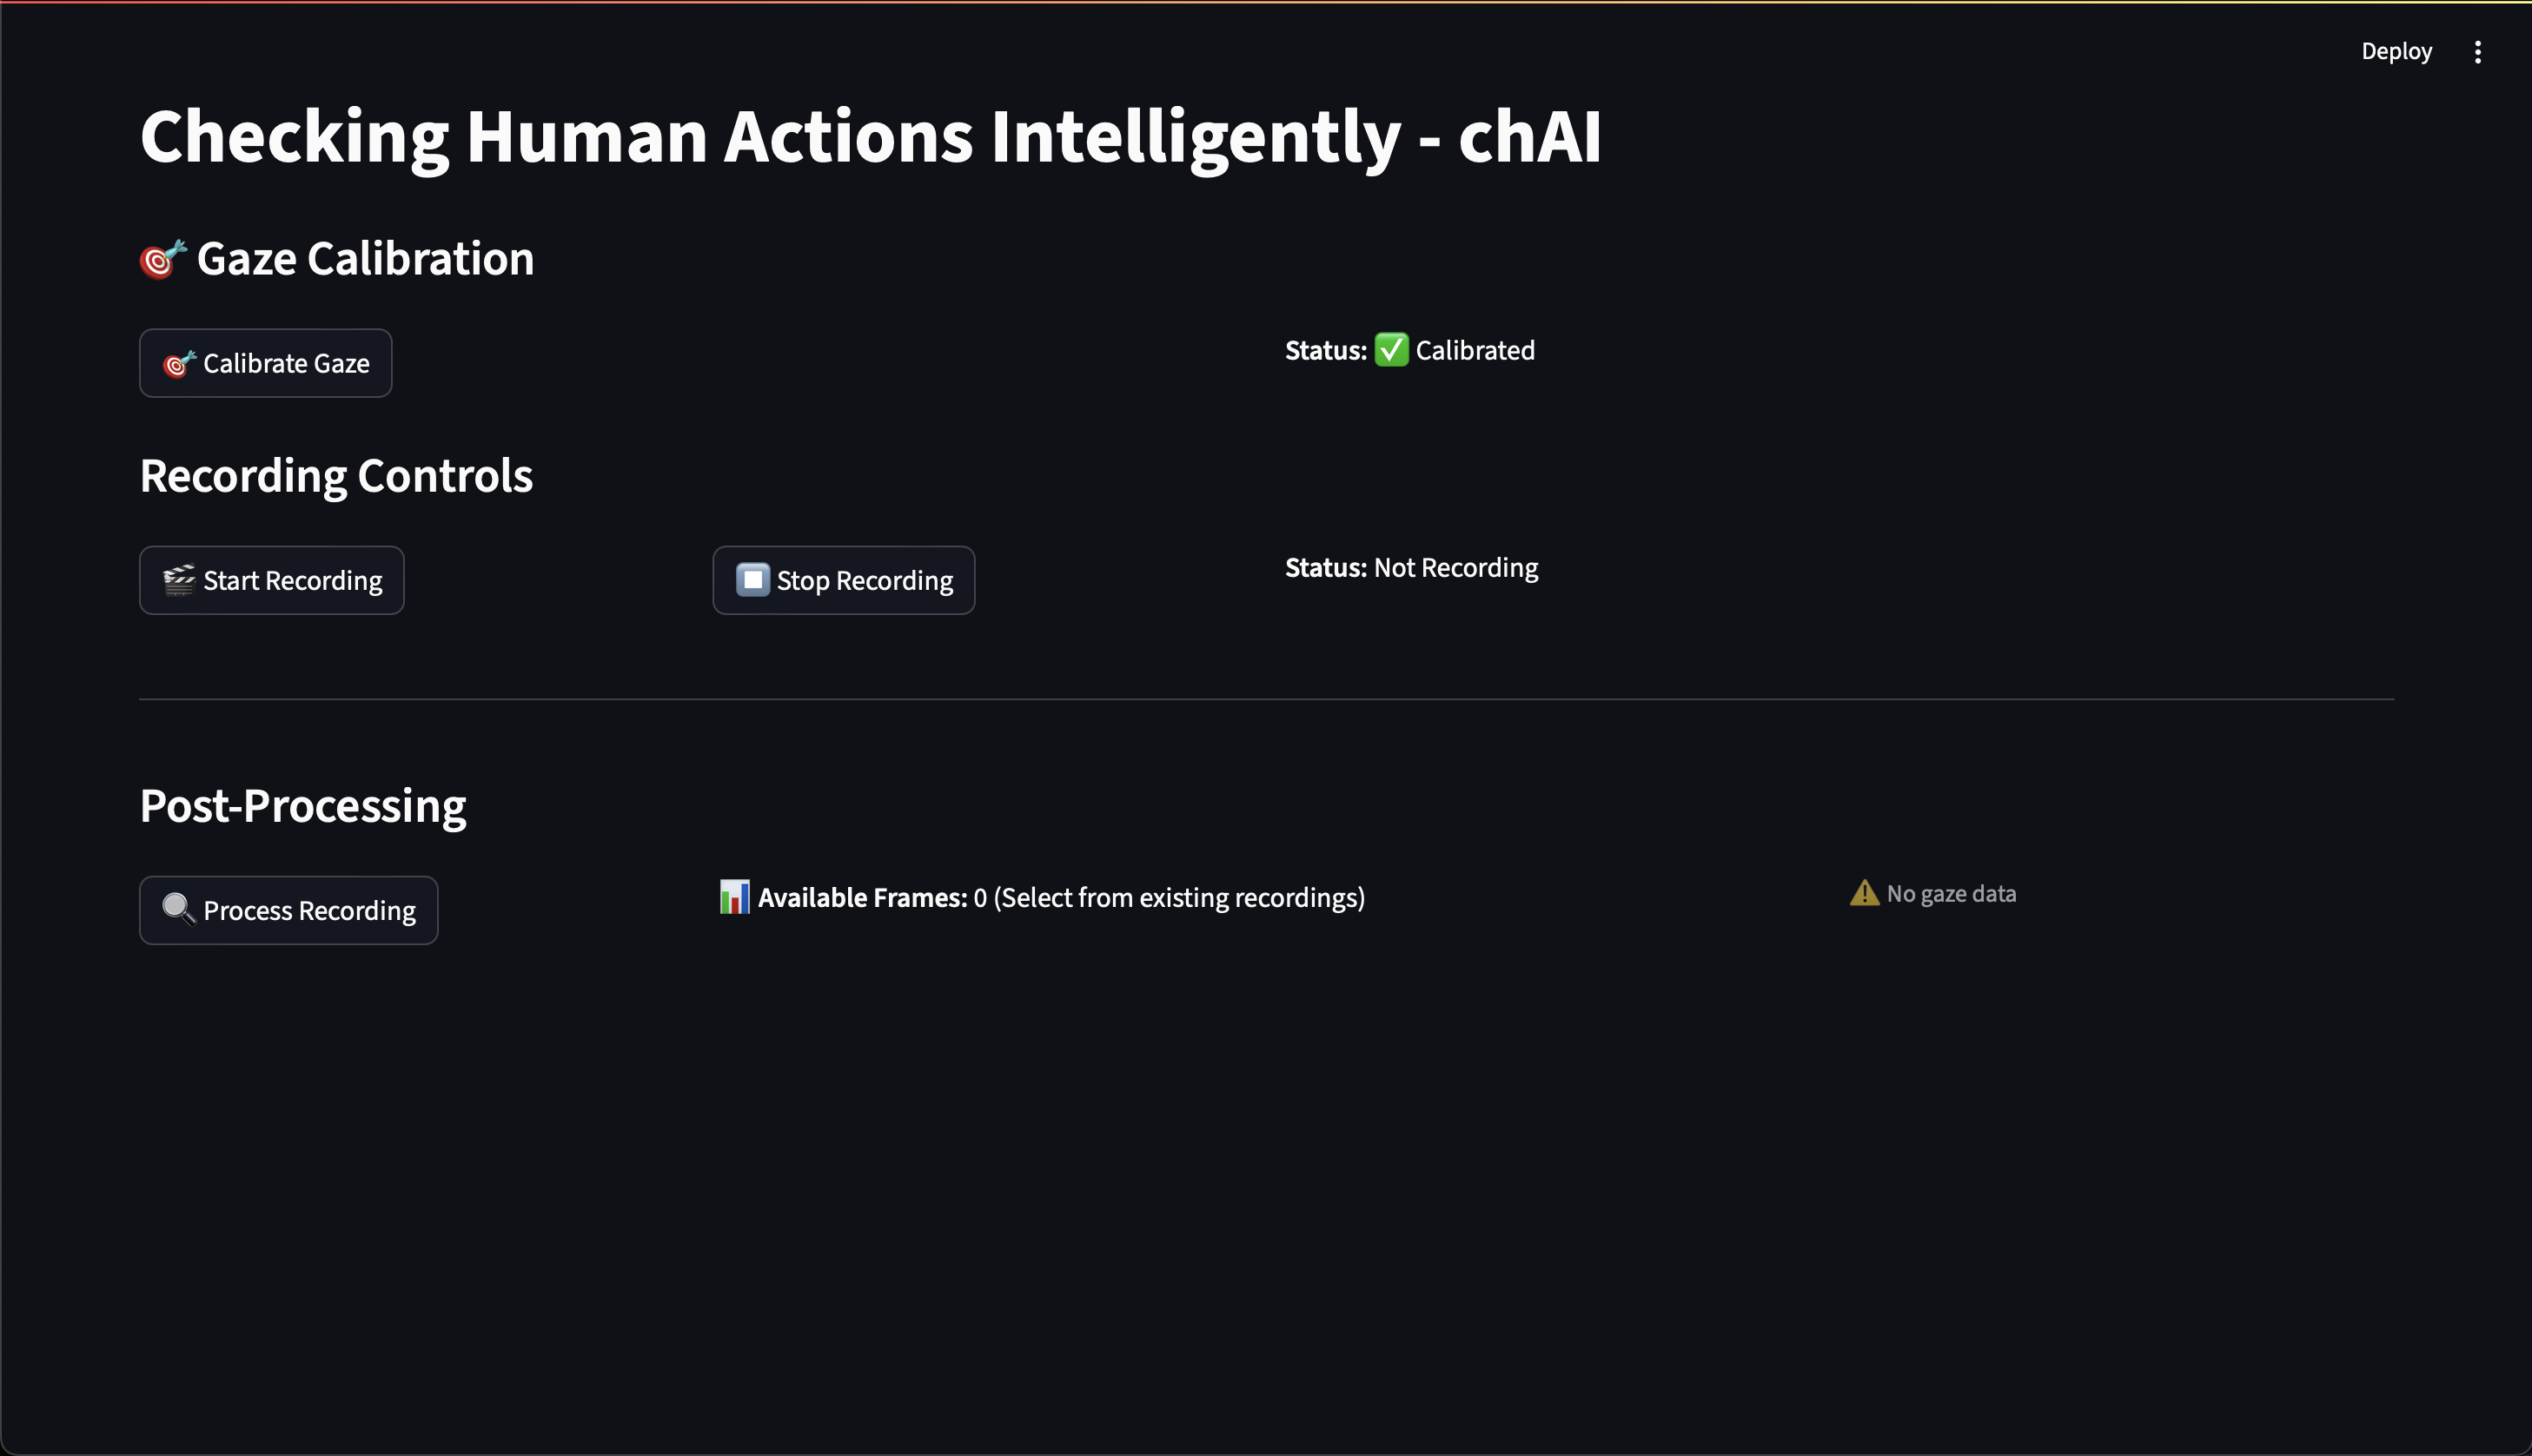 Deploy
Checking Human Actions Intelligently - chAI
🎯 Gaze Calibration
🎯 Calibrate Gaze
Status: ✅ Calibrated
Recording Controls
🎬 Start Recording
⏹️ Stop Recording
Status: Not Recording
Post-Processing
🔍 Process Recording
📊 Available Frames: 0 (Select from existing recordings)
⚠️ No gaze data